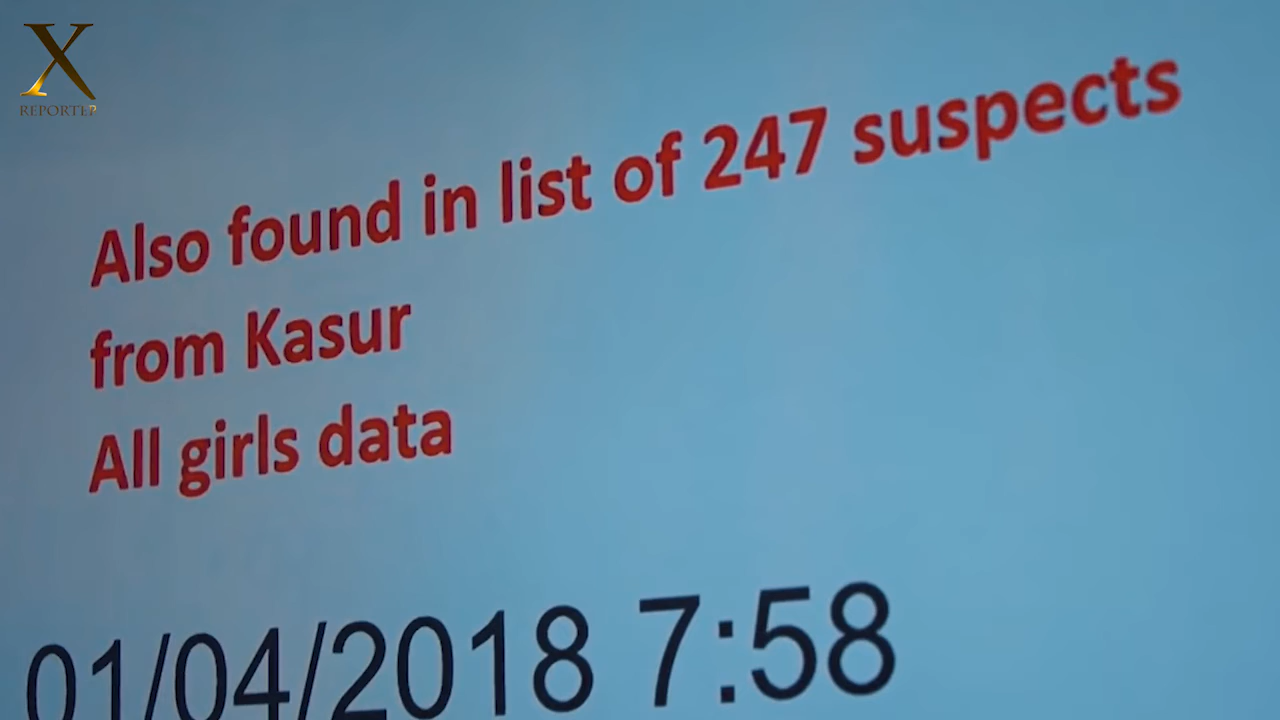 X
REPORTER
Also found in list of 247 suspects
from Kasur
All girls data
01/04/2018 7:58